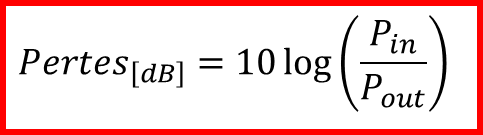 Pertes[dB] = 10 log (Pin / Pout)